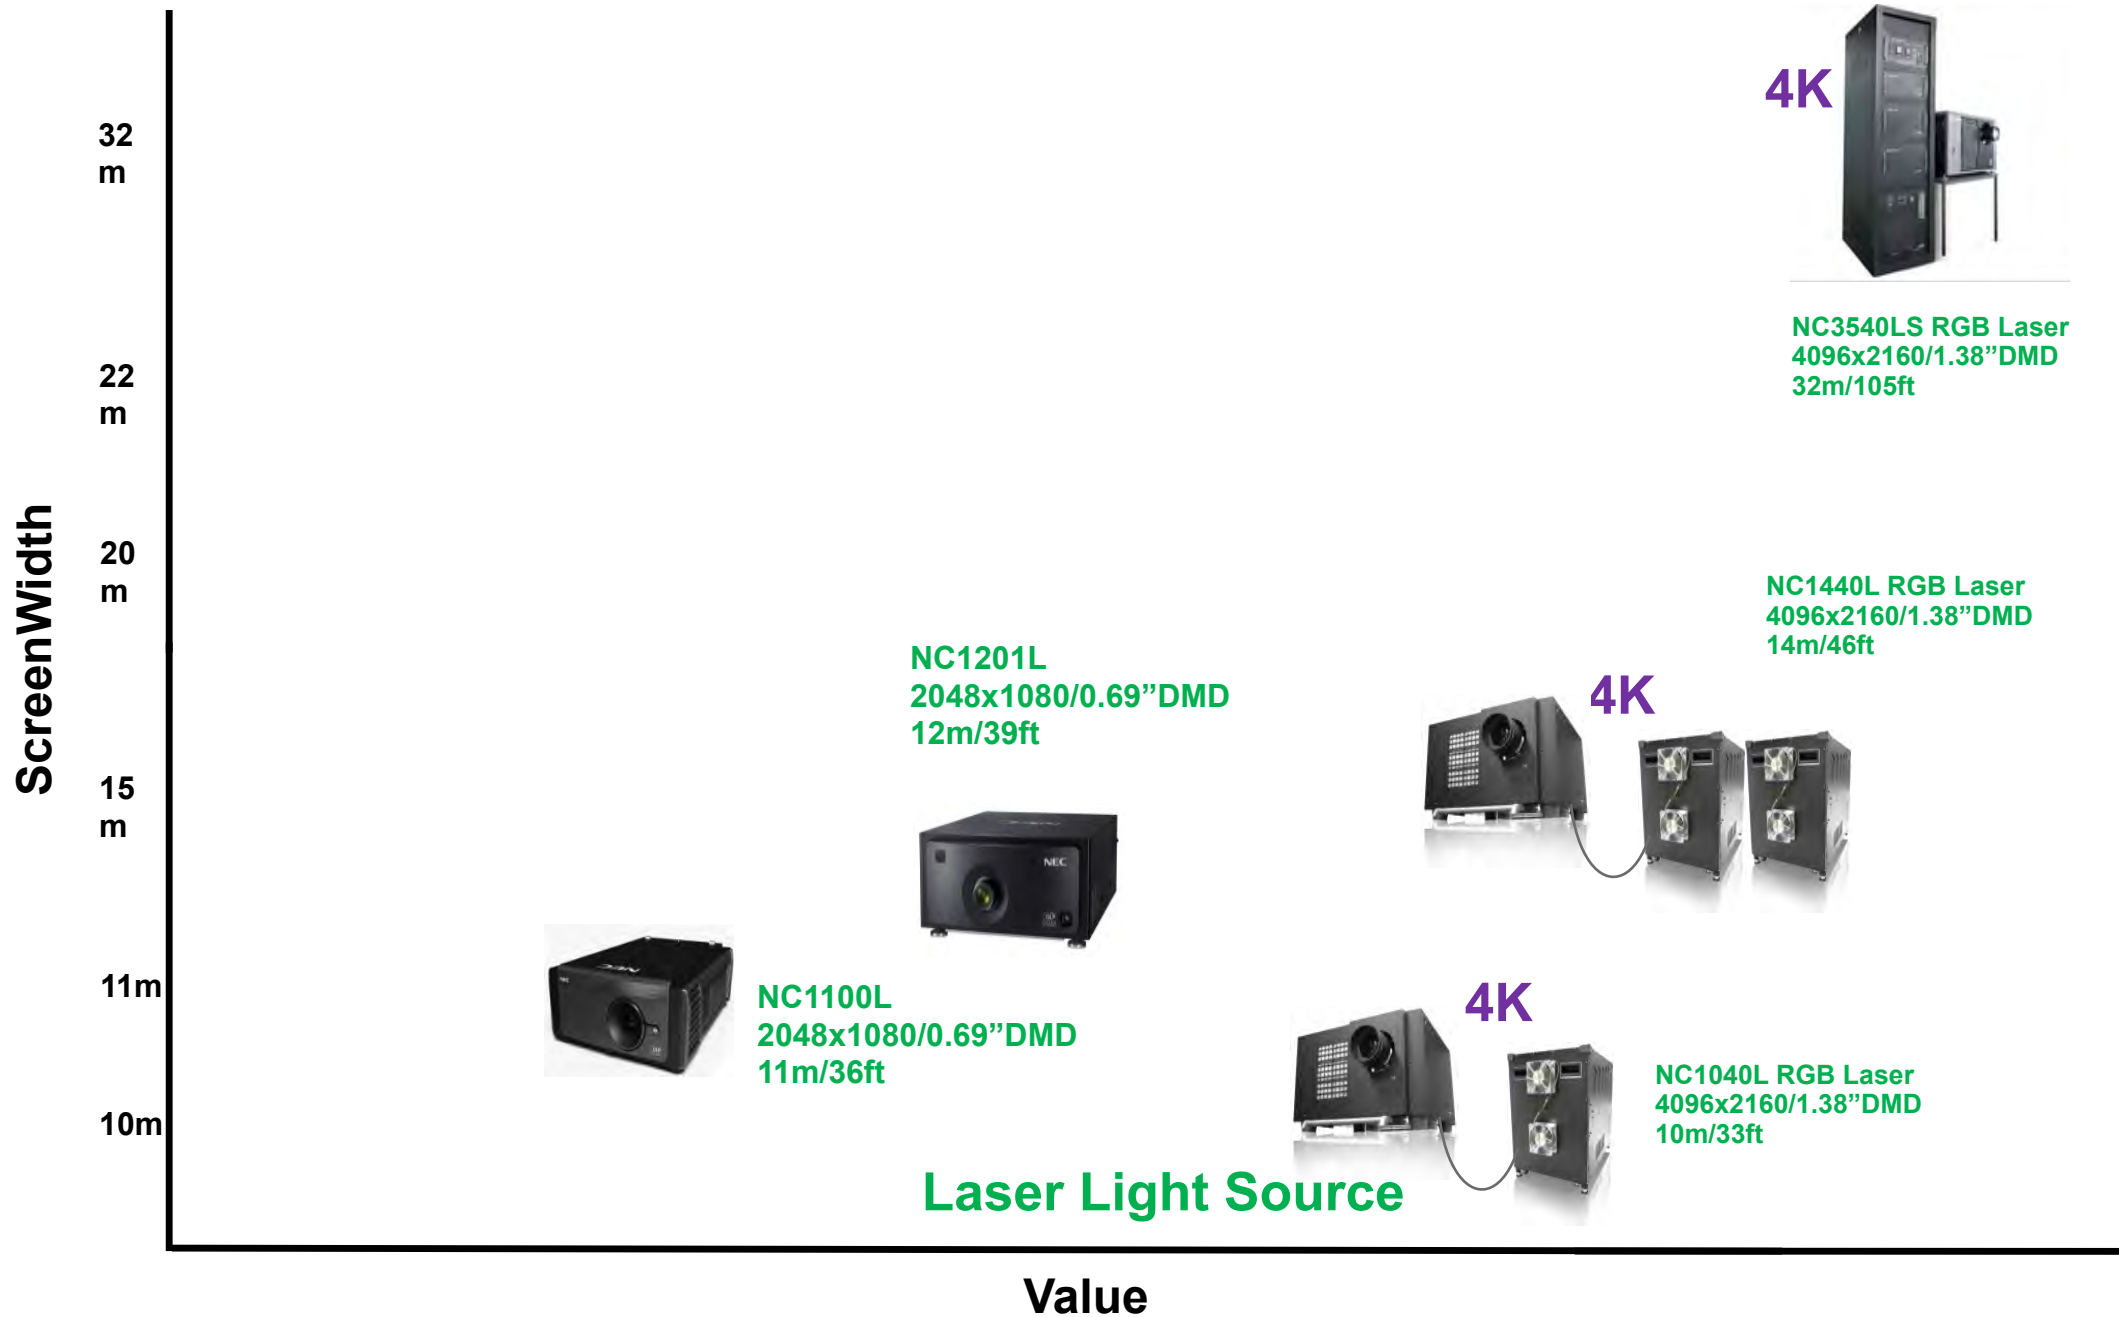 4K
32
m
NC3540LS RGB Laser
4096x2160/1.38”DMD
32m/105ft
22
m
ScreenWidth
20
m
NC1440L RGB Laser
4096x2160/1.38”DMD
14m/46ft
NC1201L
2048x1080/0.69”DMD
12m/39ft
4K
15
m
NEC
11m
NEC
NEC
NC1100L
2048x1080/0.69”DMD
11m/36ft
4K
NC1040L RGB Laser
4096x2160/1.38”DMD
10m/33ft
10m
Laser Light Source
Value